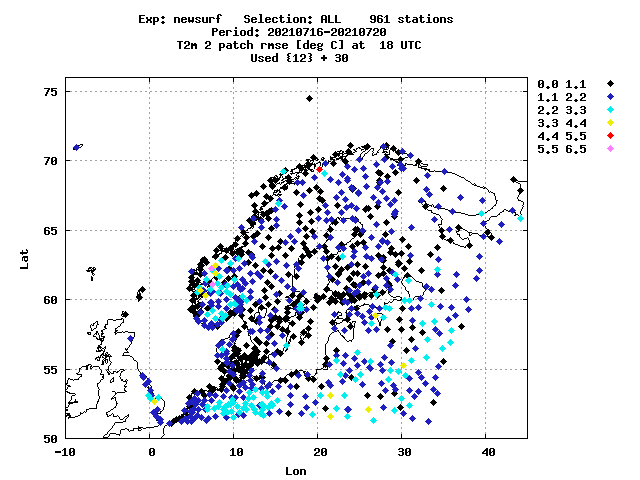 Exp: newsurf   Selection: ALL    961 stations
Period: 20210716-20210720
T2m 2 patch rmse [deg C] at  18 UTC
Used {12} + 30
0.0 1.1
1.1 2.2
2.2 3.3
3.3 4.4
4.4 5.5
5.5 6.5
75
70
65
60
55
50
Lat
-10 0 10 20 30 40
Lon